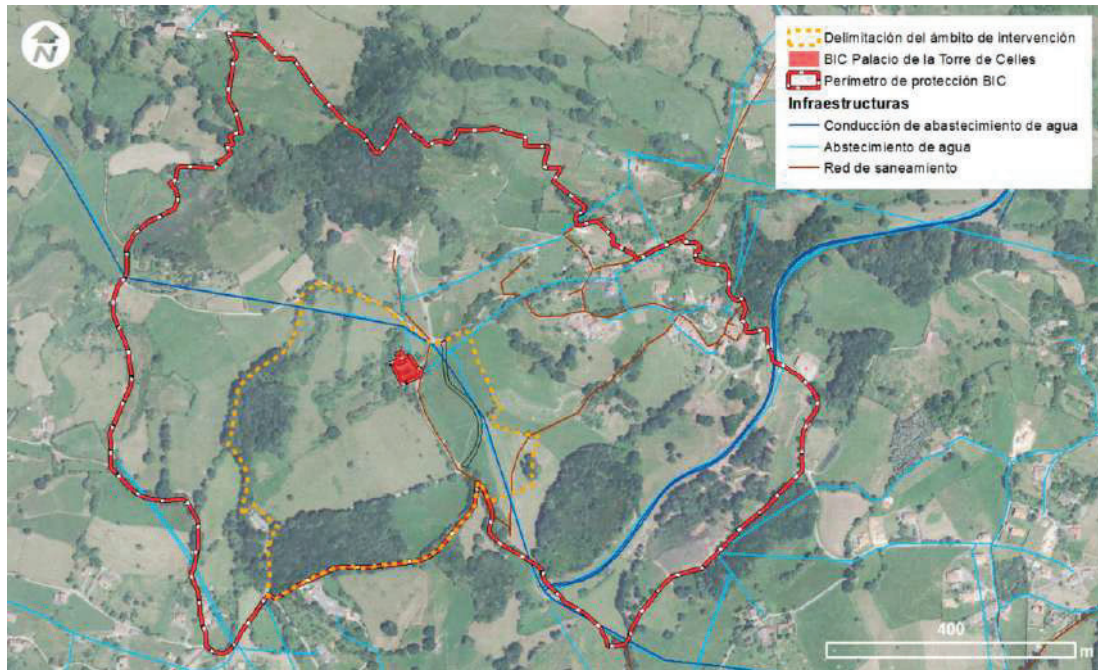 N
Delimitación del ámbito de intervención
BIC Palacio de la Torre de Celles
Perímetro de protección BIC
Infraestructuras
Conducción de abastecimiento de agua
Abastecimiento de agua
Red de saneamiento
400
m